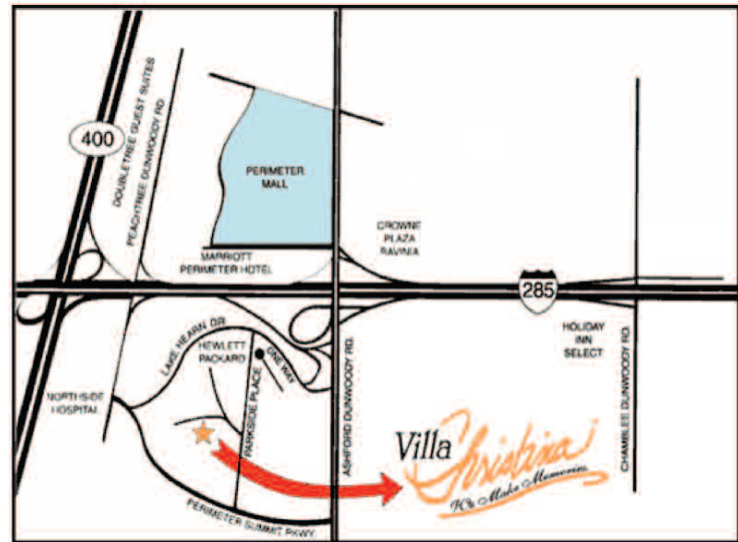 400
DOUBLETREE GUEST SUITES
PEACHTREE DUNWOODY RD
PERIMETER
MALL
CROWNE
PLAZA
RAVINIA
MARRIOTT
PERIMETER HOTEL
285
LAKE HEARN DR.
HEWLETT
PACKARD
ONE WAY
HOLIDAY
INN
SELECT
NORTHSIDE
HOSPITAL
PARKSIDE PLACE
ASHFORD DUNWOODY RD.
CHAMBLEE DUNWOODY RD.
Villa
Christina
We Make Memories
PERIMETER SUMMIT PKWY.